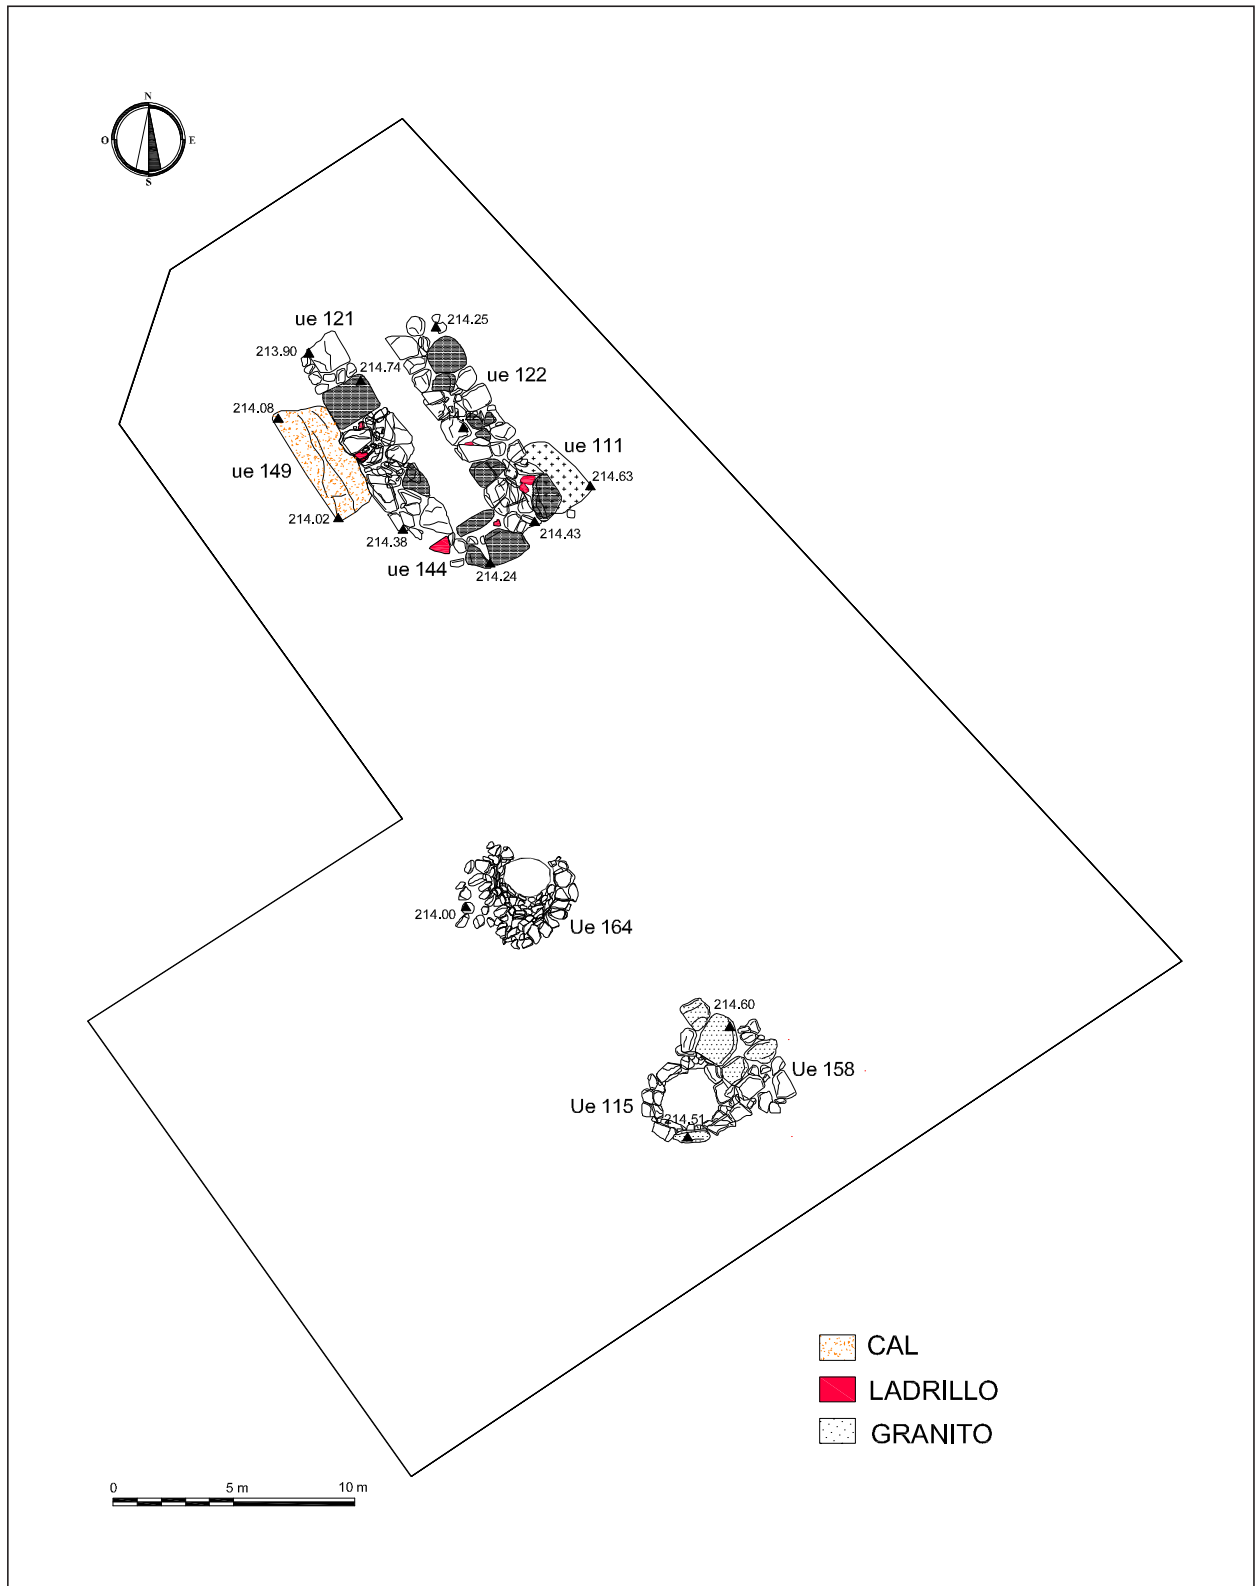 N
O E
S
ue 121
214.25
213.90
214.74
ue 122
214.08
ue 111
ue 149
214.63
214.02
214.38
214.43
ue 144
214.24
214.00
Ue 164
214.60
Ue 158
Ue 115
214.51
CAL
LADRILLO
GRANITO
0 5 m 10 m